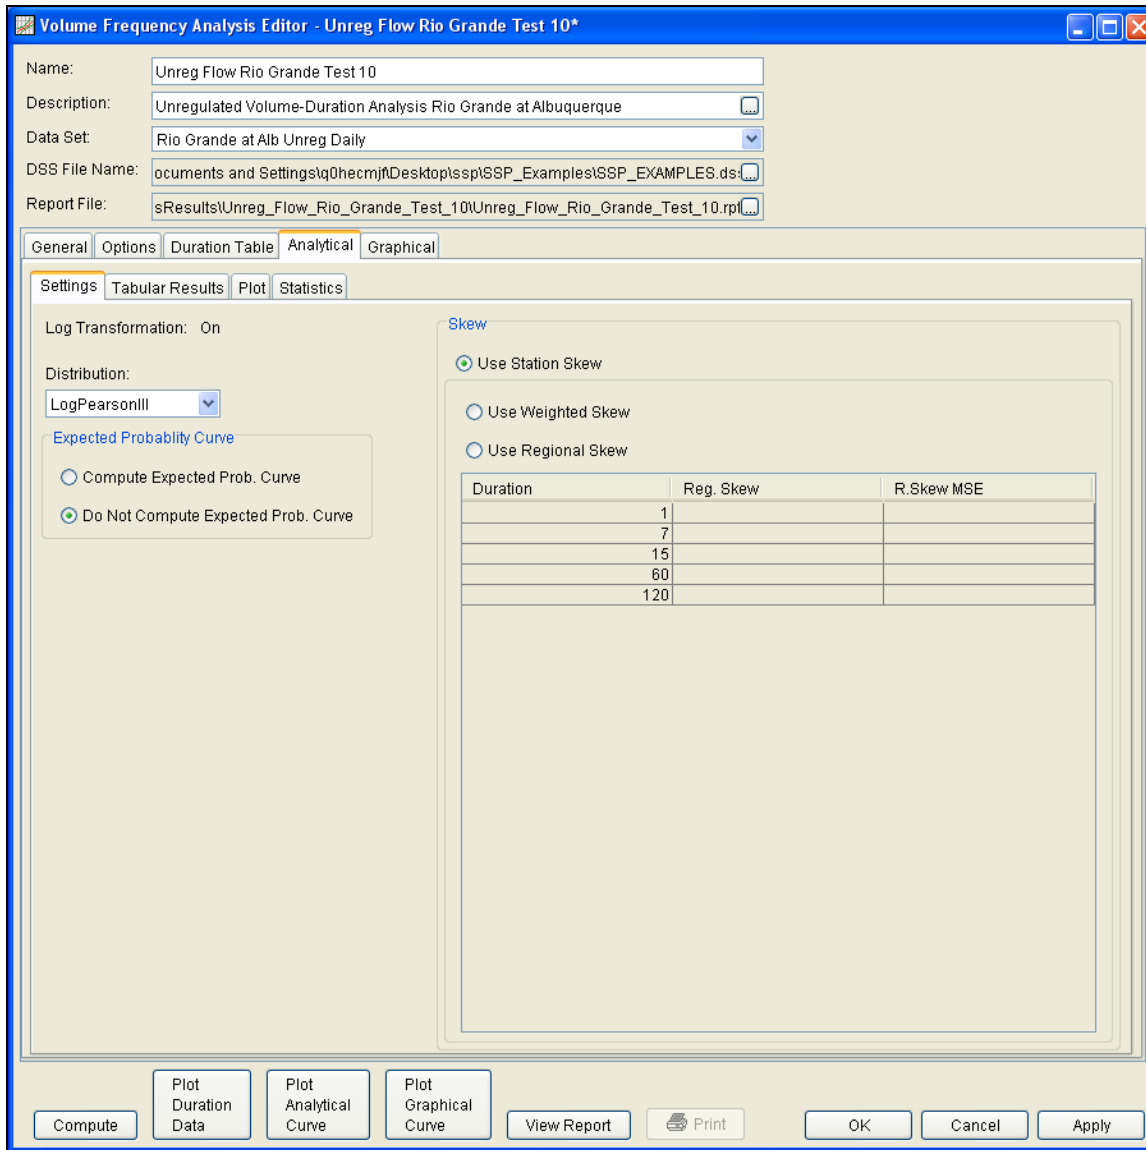 Volume Frequency Analysis Editor - Unreg Flow Rio Grande Test 10*
Name: Unreg Flow Rio Grande Test 10
Description: Unregulated Volume-Duration Analysis Rio Grande at Albuquerque ...
Data Set: Rio Grande at Alb Unreg Daily
DSS File Name: ocuments and Settings\q0hecmjf\Desktop\ssp\SSP_Examples\SSP_EXAMPLES.ds: ...
Report File: sResults\Unreg_Flow_Rio_Grande_Test_10\Unreg_Flow_Rio_Grande_Test_10.rpt ...
General Options Duration Table Analytical Graphical
Settings Tabular Results Plot Statistics
Log Transformation: On
Distribution:
LogPearsonIII
Expected Probablity Curve
Compute Expected Prob. Curve
Do Not Compute Expected Prob. Curve
Skew
Use Station Skew
Use Weighted Skew
Use Regional Skew
Duration Reg. Skew R.Skew MSE
1
7
15
60
120
Compute
Plot
Duration
Data
Plot
Analytical
Curve
Plot
Graphical
Curve
View Report
Print
OK
Cancel
Apply